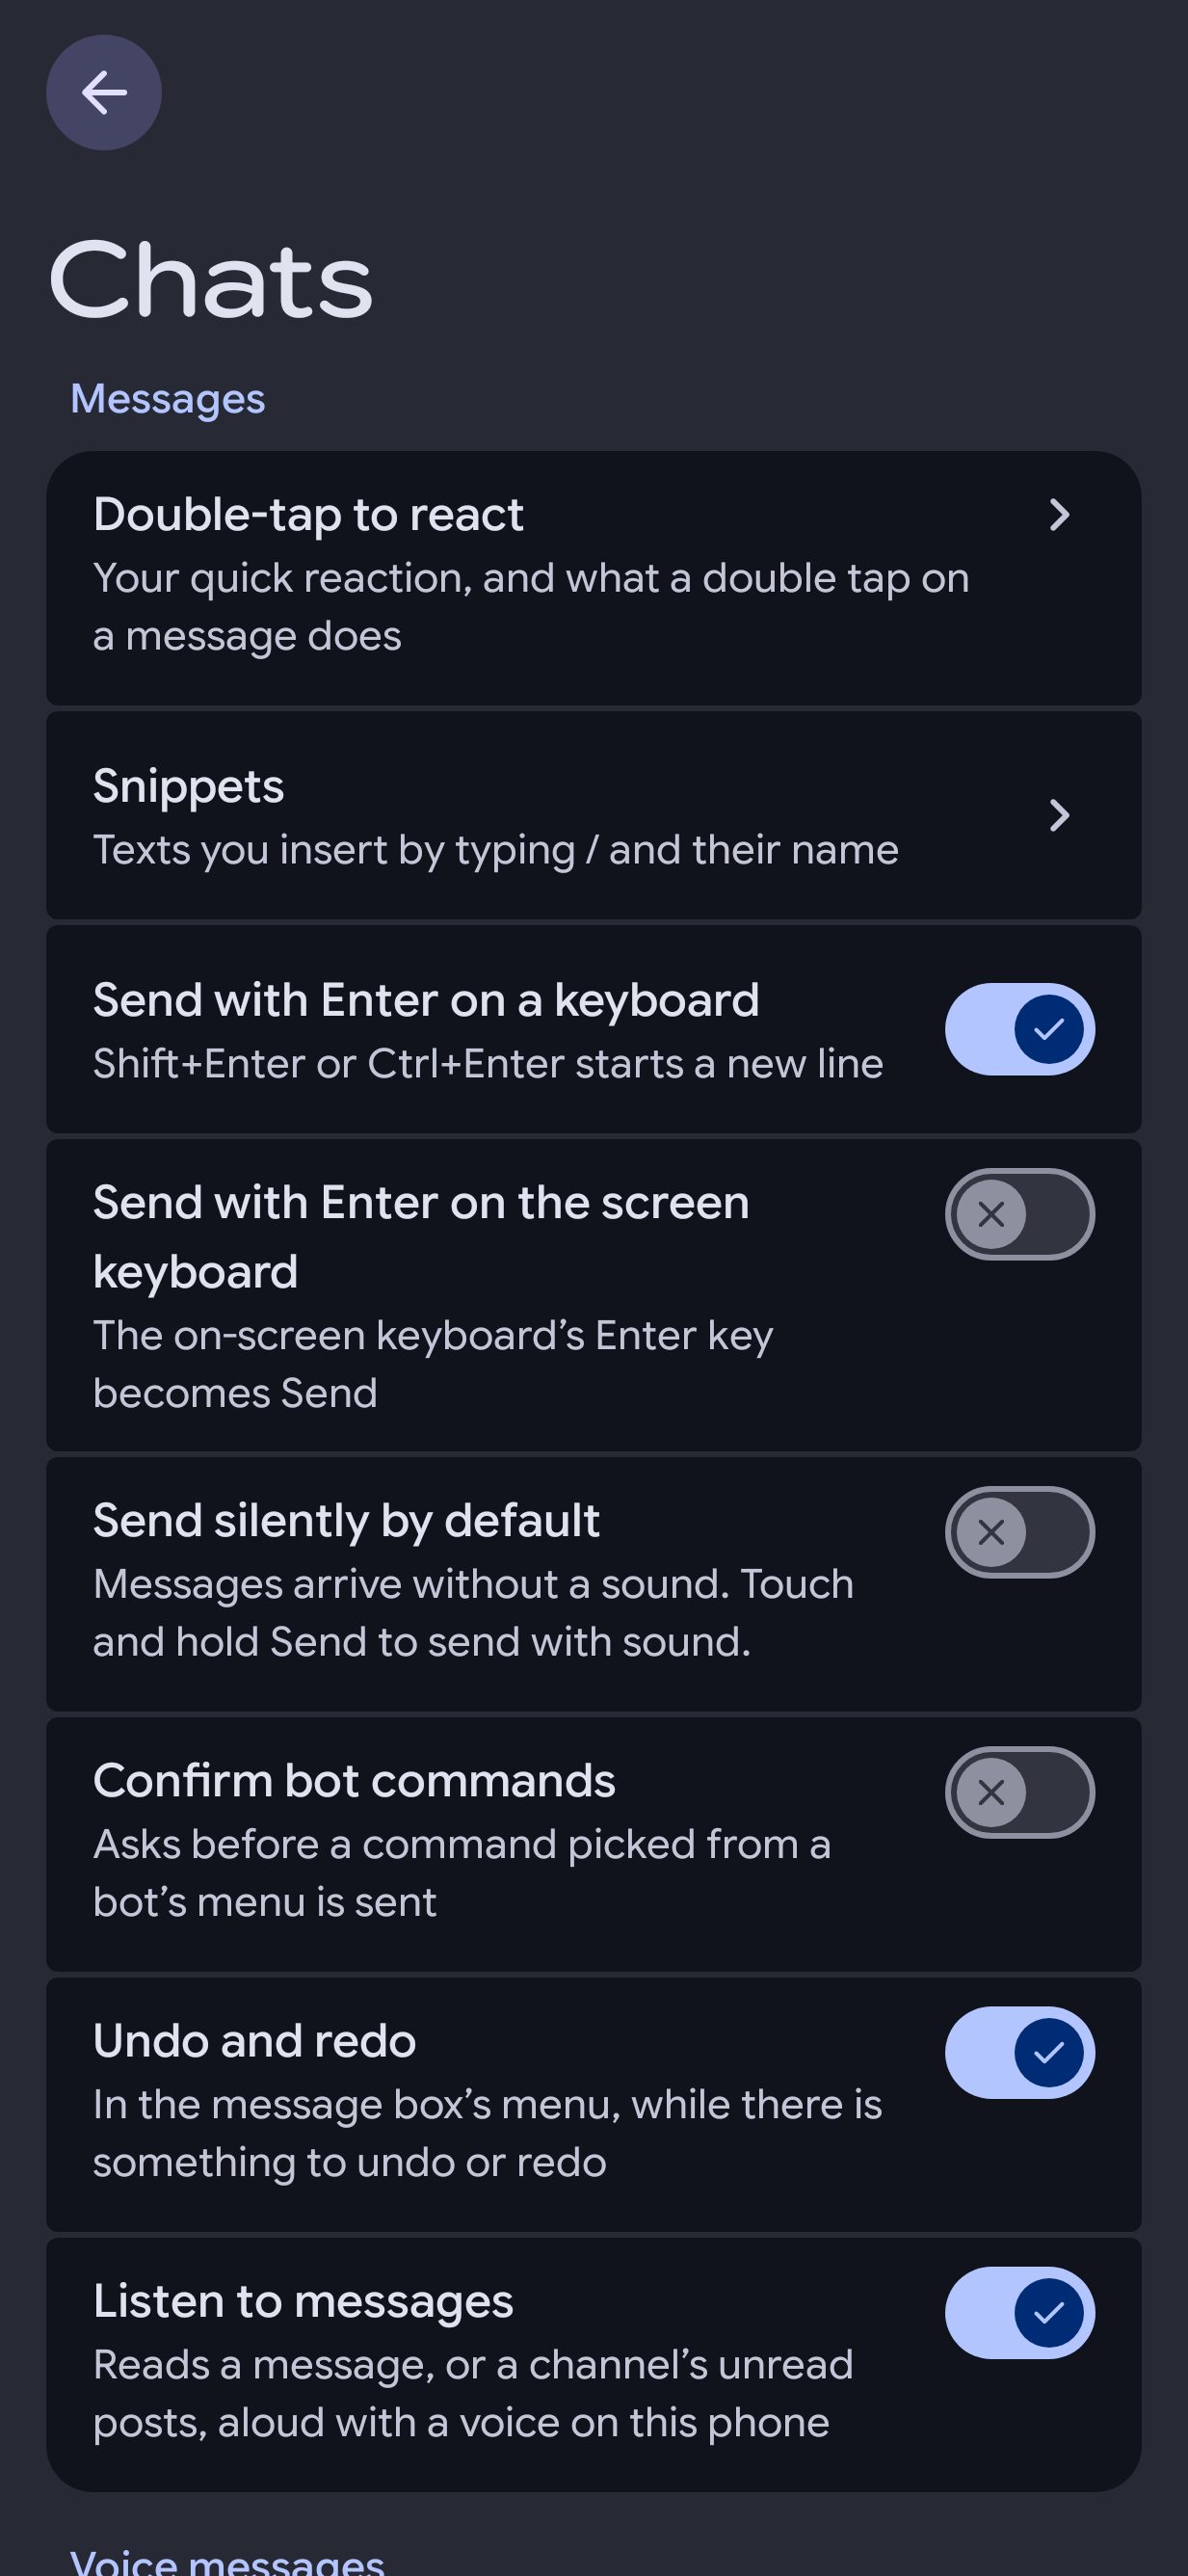 Chats
Messages
Double-tap to react
Your quick reaction, and what a double tap on
a message does
Snippets
Texts you insert by typing / and their name
Send with Enter on a keyboard
Shift+Enter or Ctrl+Enter starts a new line
Send with Enter on the screen
keyboard
The on-screen keyboard’s Enter key
becomes Send
Send silently by default
Messages arrive without a sound. Touch
and hold Send to send with sound.
Confirm bot commands
Asks before a command picked from a
bot’s menu is sent
Undo and redo
In the message box’s menu, while there is
something to undo or redo
Listen to messages
Reads a message, or a channel’s unread
posts, aloud with a voice on this phone
Voice messages